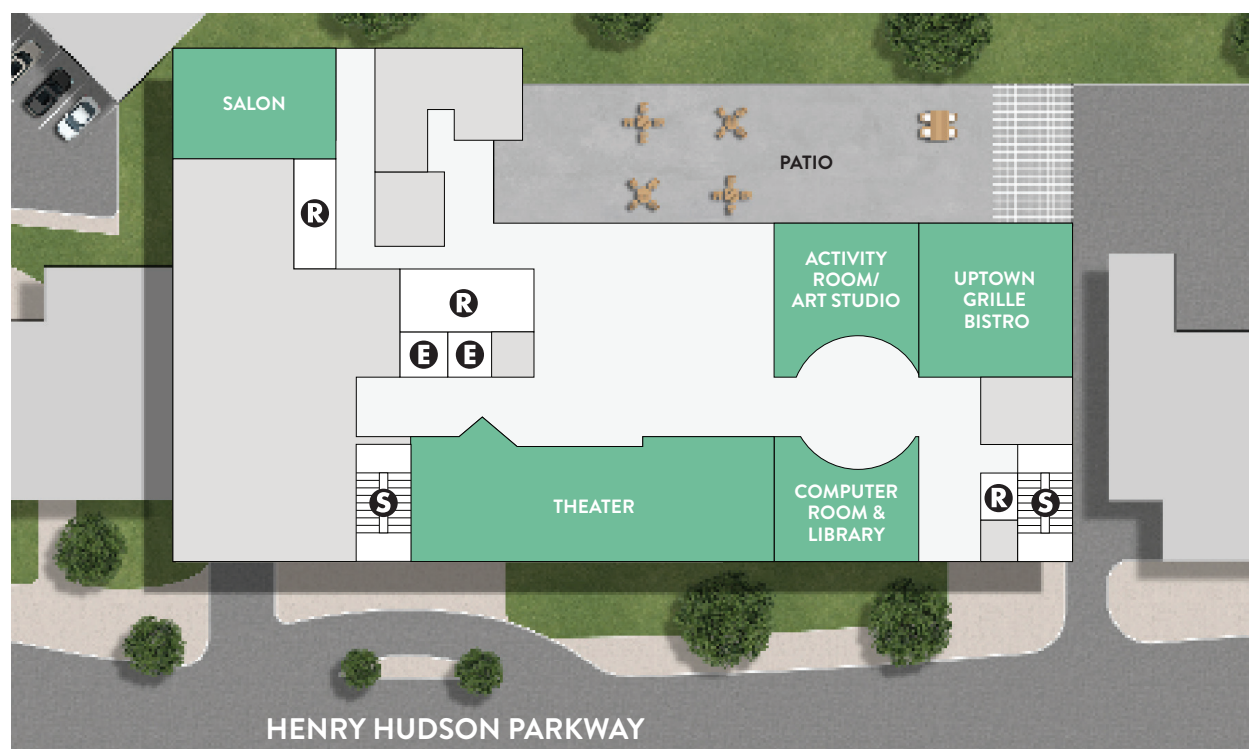 SALON
PATIO
R
ACTIVITY
ROOM/
ART STUDIO
UPTOWN
GRILLE
BISTRO
R
E
E
S
THEATER
COMPUTER
ROOM &
LIBRARY
R
S
HENRY HUDSON PARKWAY